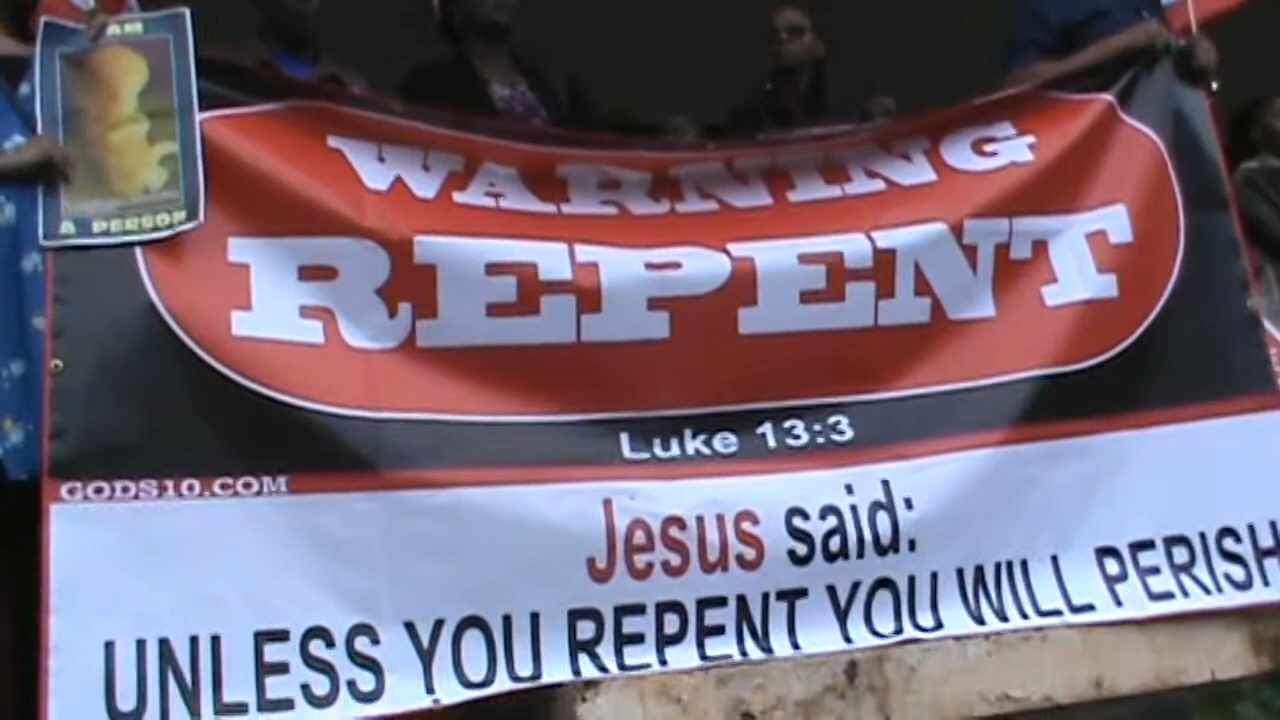 AM
A PERSON
WARNING
REPENT
Luke 13:3
GODS10.COM
Jesus said:
UNLESS YOU REPENT YOU WILL PERISH